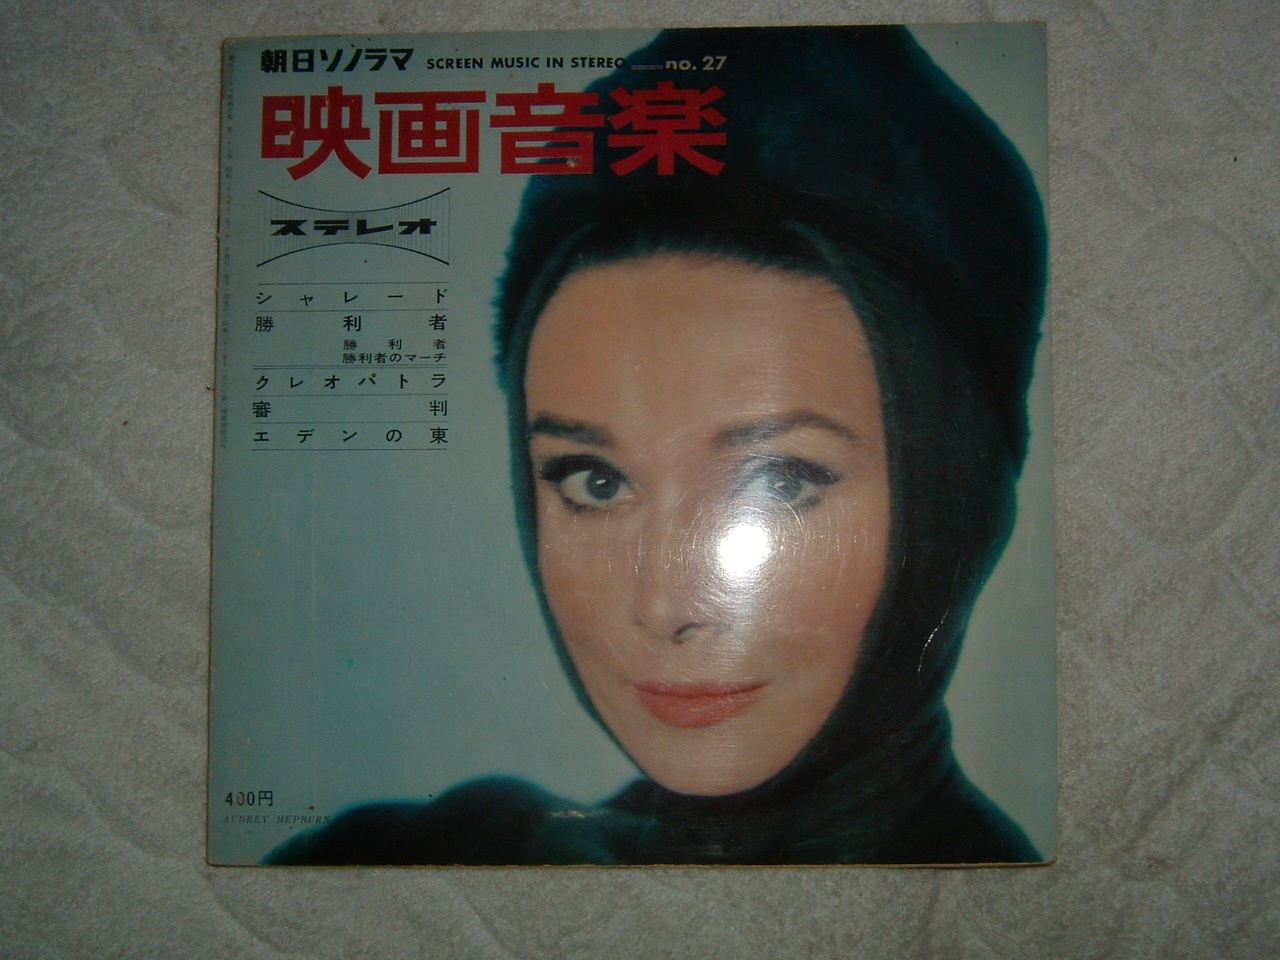 朝日ソノラマ SCREEN MUSIC IN STEREO no. 27
映画音楽
ステレオ
シャレード
勝利者
勝利者
勝利者のマーチ
クレオパトラ
審判
エデンの東
400円
AUDREY HEPBURN